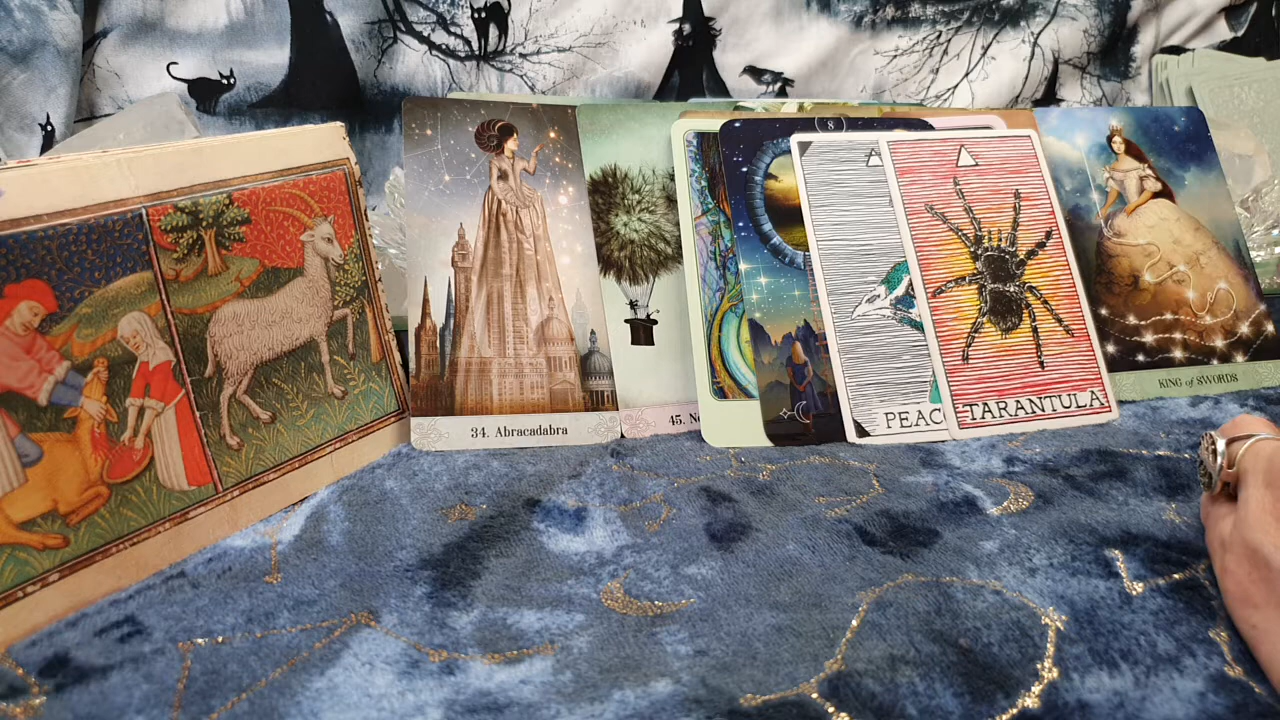 34. Abracadabra
45. N
8
PEAC
TARANTULA
KING of SWORDS